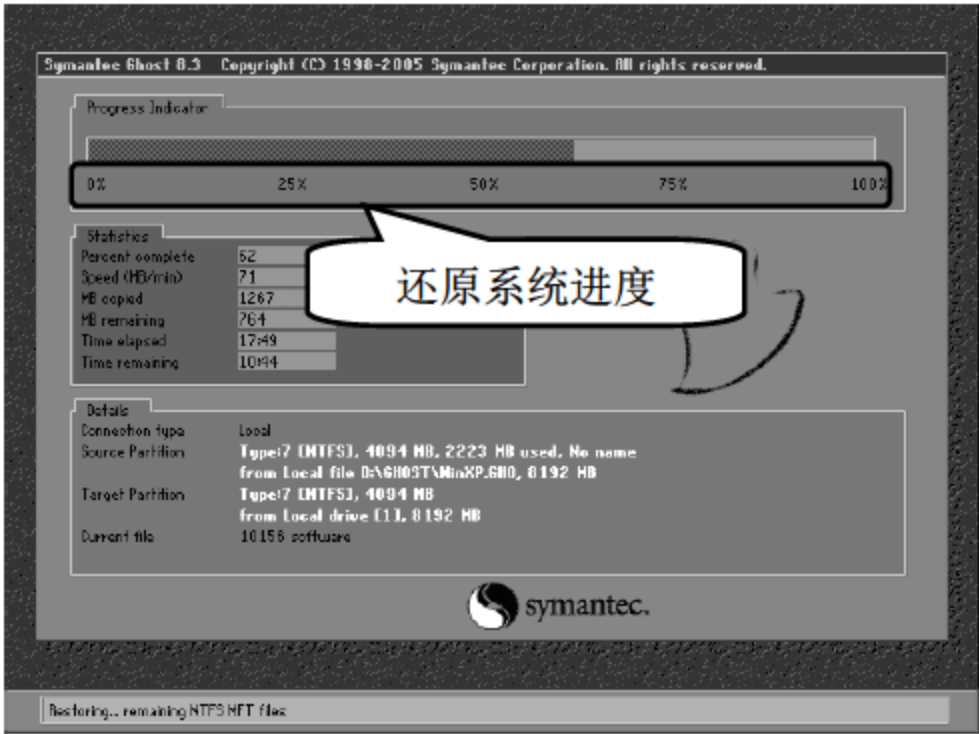 Symantec Ghost 8.3 Copyright (C) 1998-2005 Symantec Corporation. All rights reserved.
Progress Indicator
0% 25% 50% 75% 100%
Statistics
Percent complete 62
Speed (MB/min) 71
MB copied 1267
MB remaining 764
Time elapsed 17:49
Time remaining 10:44
还原系统进度
Details
Connection type Local
Source Partition Type:7 [NTFS], 4094 MB, 2223 MB used, No name
from Local file D:\GHOST\WinXP.GHO, 8192 MB
Target Partition Type:7 [NTFS], 4094 MB
from Local drive [1], 8192 MB
Current file 10156 software
symantec.
Restoring... remaining NTFS MFT files